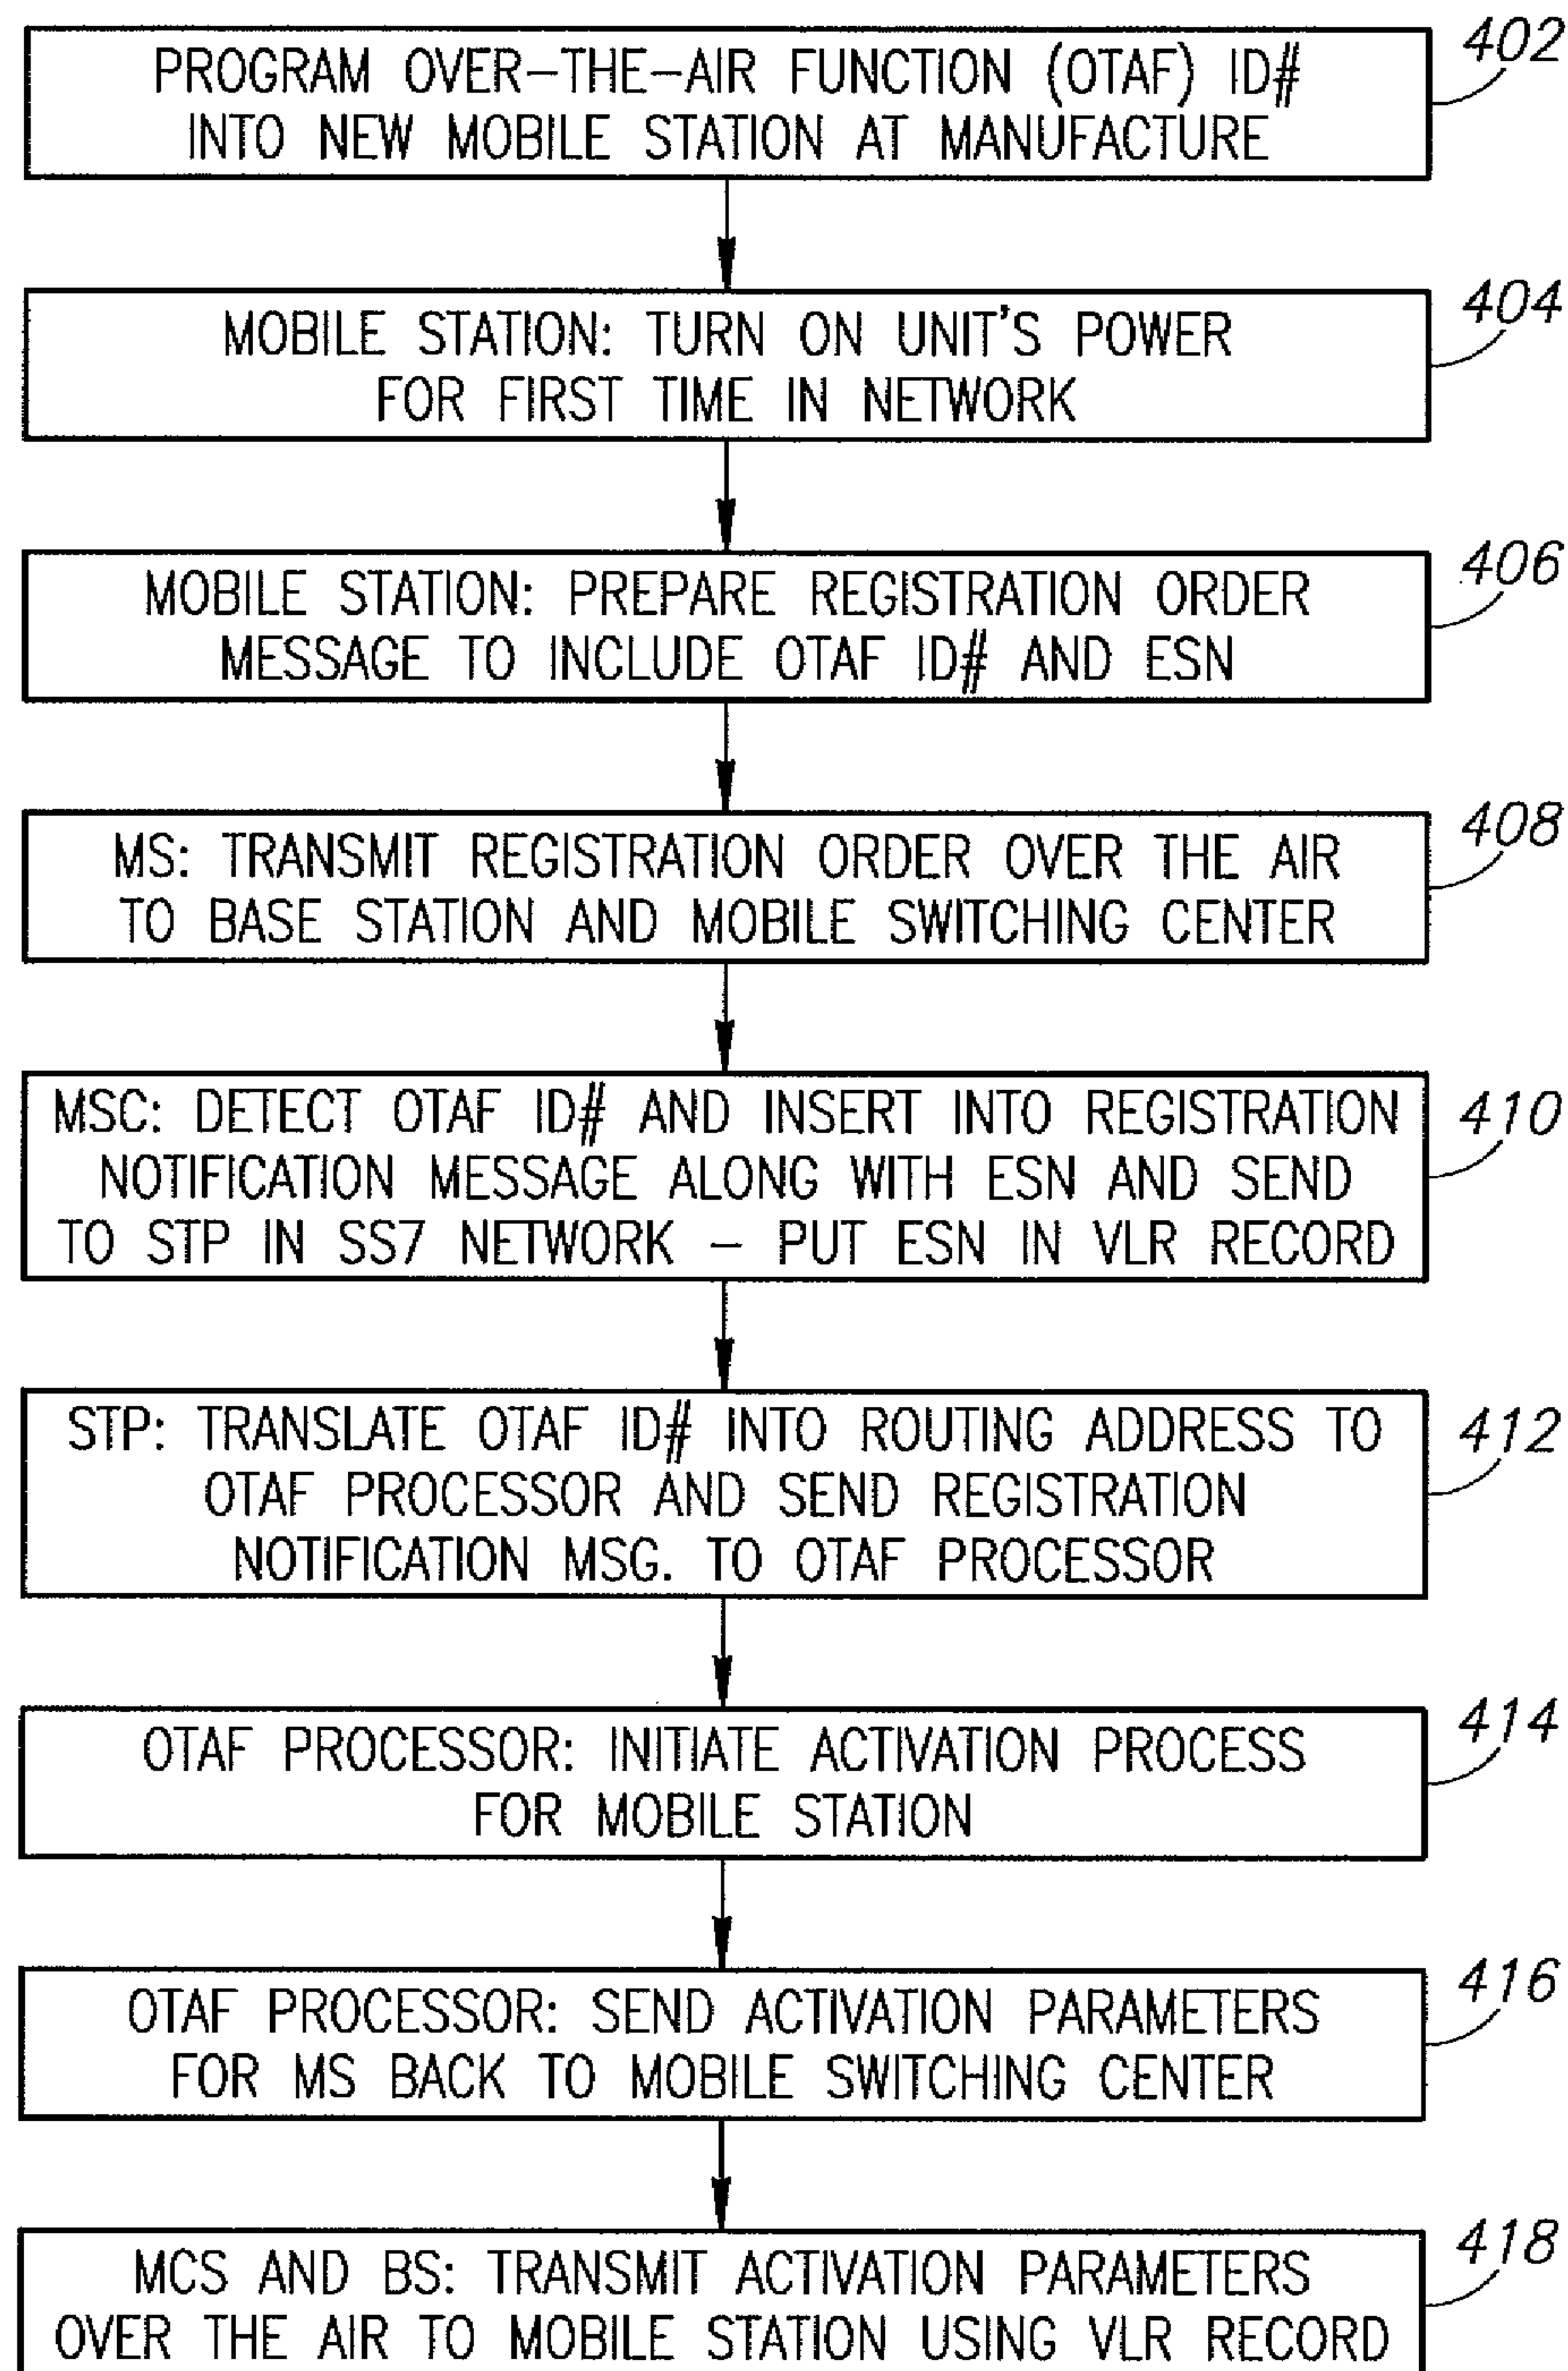 402
PROGRAM OVER-THE-AIR FUNCTION (OTAF) ID#
INTO NEW MOBILE STATION AT MANUFACTURE
404
MOBILE STATION: TURN ON UNIT'S POWER
FOR FIRST TIME IN NETWORK
406
MOBILE STATION: PREPARE REGISTRATION ORDER
MESSAGE TO INCLUDE OTAF ID# AND ESN
408
MS: TRANSMIT REGISTRATION ORDER OVER THE AIR
TO BASE STATION AND MOBILE SWITCHING CENTER
410
MSC: DETECT OTAF ID# AND INSERT INTO REGISTRATION
NOTIFICATION MESSAGE ALONG WITH ESN AND SEND
TO STP IN SS7 NETWORK - PUT ESN IN VLR RECORD
412
STP: TRANSLATE OTAF ID# INTO ROUTING ADDRESS TO
OTAF PROCESSOR AND SEND REGISTRATION
NOTIFICATION MSG. TO OTAF PROCESSOR
414
OTAF PROCESSOR: INITIATE ACTIVATION PROCESS
FOR MOBILE STATION
416
OTAF PROCESSOR: SEND ACTIVATION PARAMETERS
FOR MS BACK TO MOBILE SWITCHING CENTER
418
MCS AND BS: TRANSMIT ACTIVATION PARAMETERS
OVER THE AIR TO MOBILE STATION USING VLR RECORD